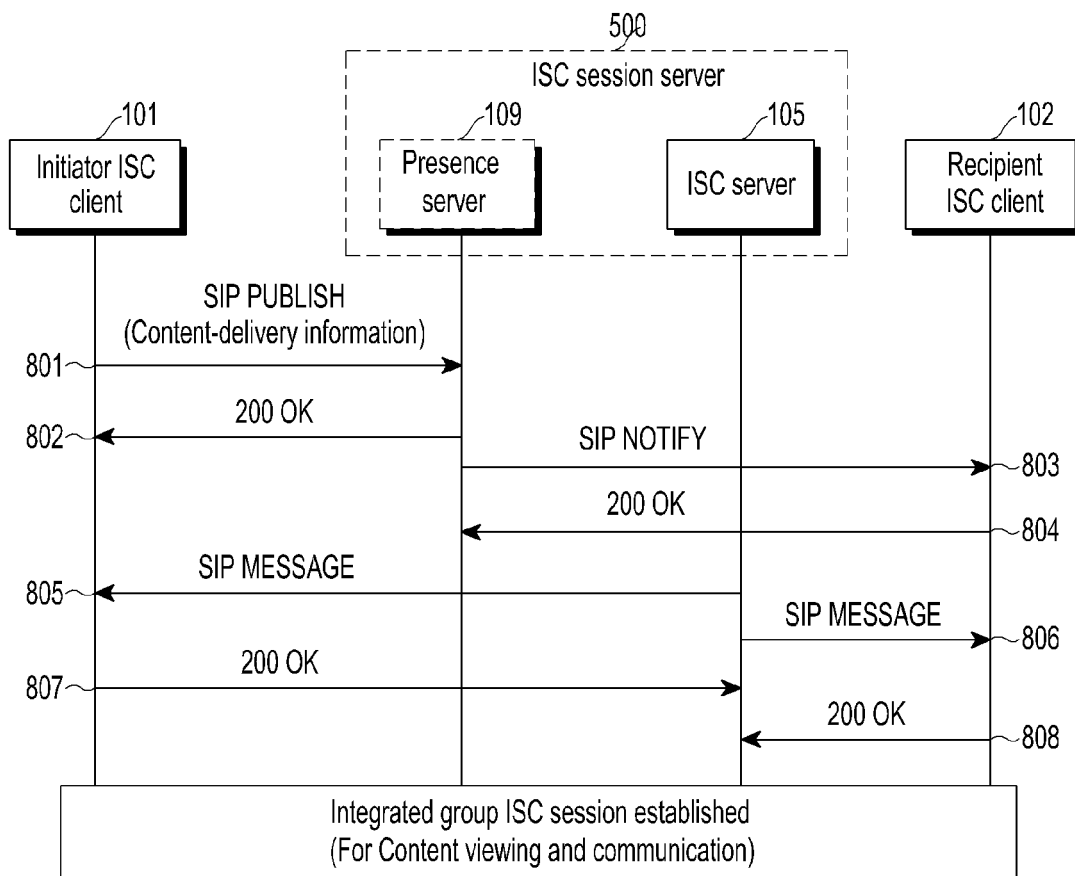 500
ISC session server
101
109
105
102
Initiator ISC
client
Presence
server
ISC server
Recipient
ISC client
SIP PUBLISH
(Content-delivery information)
801
200 OK
802
SIP NOTIFY
803
200 OK
804
SIP MESSAGE
805
SIP MESSAGE
806
200 OK
807
200 OK
808
Integrated group ISC session established
(For Content viewing and communication)